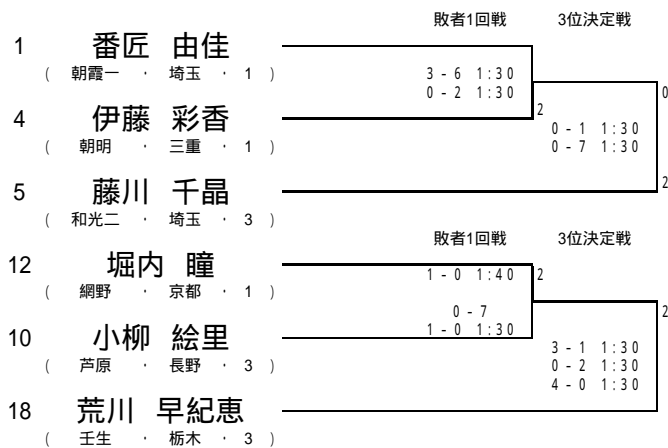 敗者1回戦 3位決定戦
1 番匠 由佳
( 朝霞一 ・ 埼玉 ・ 1 )
3 - 6 1:30
0 - 2 1:30
0
2
4 伊藤 彩香
( 朝明 ・ 三重 ・ 1 )
0 - 1 1:30
0 - 7 1:30
5 藤川 千晶
( 和光二 ・ 埼玉 ・ 3 )
2
敗者1回戦 3位決定戦
12 堀内 瞳
( 網野 ・ 京都 ・ 1 )
1 - 0 1:40
2
0 - 7
1 - 0 1:30
2
10 小柳 絵里
( 芦原 ・ 長野 ・ 3 )
3 - 1 1:30
0 - 2 1:30
4 - 0 1:30
18 荒川 早紀恵
( 壬生 ・ 栃木 ・ 3 )